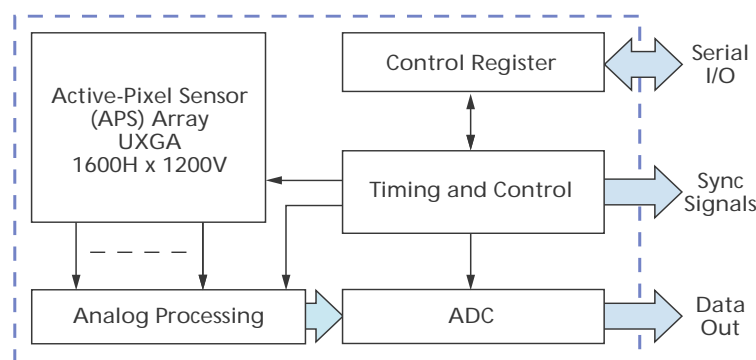 Active-Pixel Sensor
(APS) Array
UXGA
1600H x 1200V
Control Register
Serial
I/O
Timing and Control
Sync
Signals
Analog Processing
ADC
Data
Out